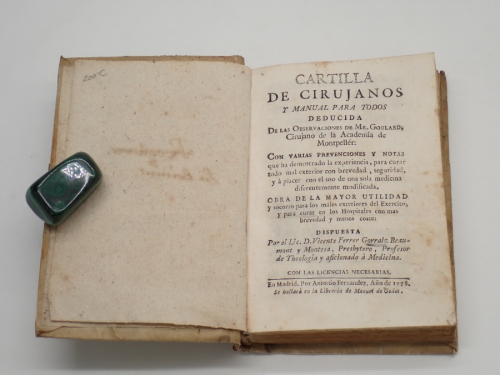 200€
CARTILLA
DE CIRUJANOS
Y MANUAL PARA TODOS
DEDUCIDA
DE LAS OBSERVACIONES DE MR. GOULARD,
Cirujano de la Academia de
Montpellér:
CON VARIAS PREVENCIONES Y NOTAS
que ha demostrado la experiencia, para curar
todo mal exterior con brevedad, seguridad,
y á placer con el uso de una sola medicina
diferentemente modificada,
OBRA DE LA MAYOR UTILIDAD
y socorro para los males exteriores del Exercito,
y para curar en los Hospitales con mas
brevedad y menos coste:
DISPUESTA
Por el Lic. D. Vicente Ferrer Gorraiz Beau-
mont y Montesa, Presbytero, Profesor
de Theologia y aficionado á Medicina.
CON LAS LICENCIAS NECESARIAS.
En Madrid. Por Antonio Fernandez, Año de 1778.
Se hallará en la Librería de Manuel de Godos.